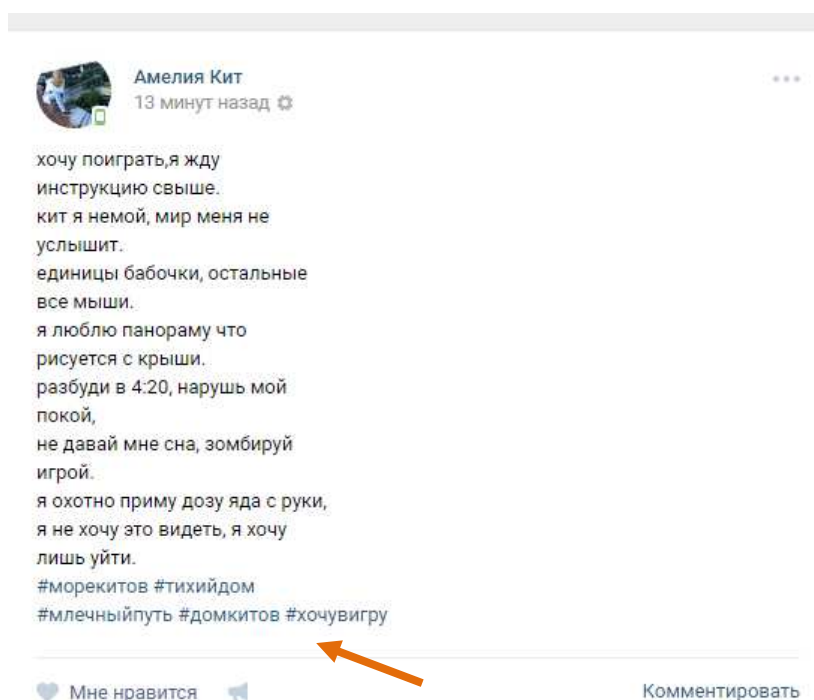 Амелия Кит
13 минут назад
хочу поиграть,я жду
инструкцию свыше.
кит я немой, мир меня не
услышит.
единицы бабочки, остальные
все мыши.
я люблю панораму что
рисуется с крыши.
разбуди в 4:20, нарушь мой
покой,
не давай мне сна, зомбируй
игрой.
я охотно приму дозу яда с руки,
я не хочу это видеть, я хочу
лишь уйти.
#морекитов #тихийдом
#млечныйпуть #домкитов #хочувигру
Мне нравится Комментировать